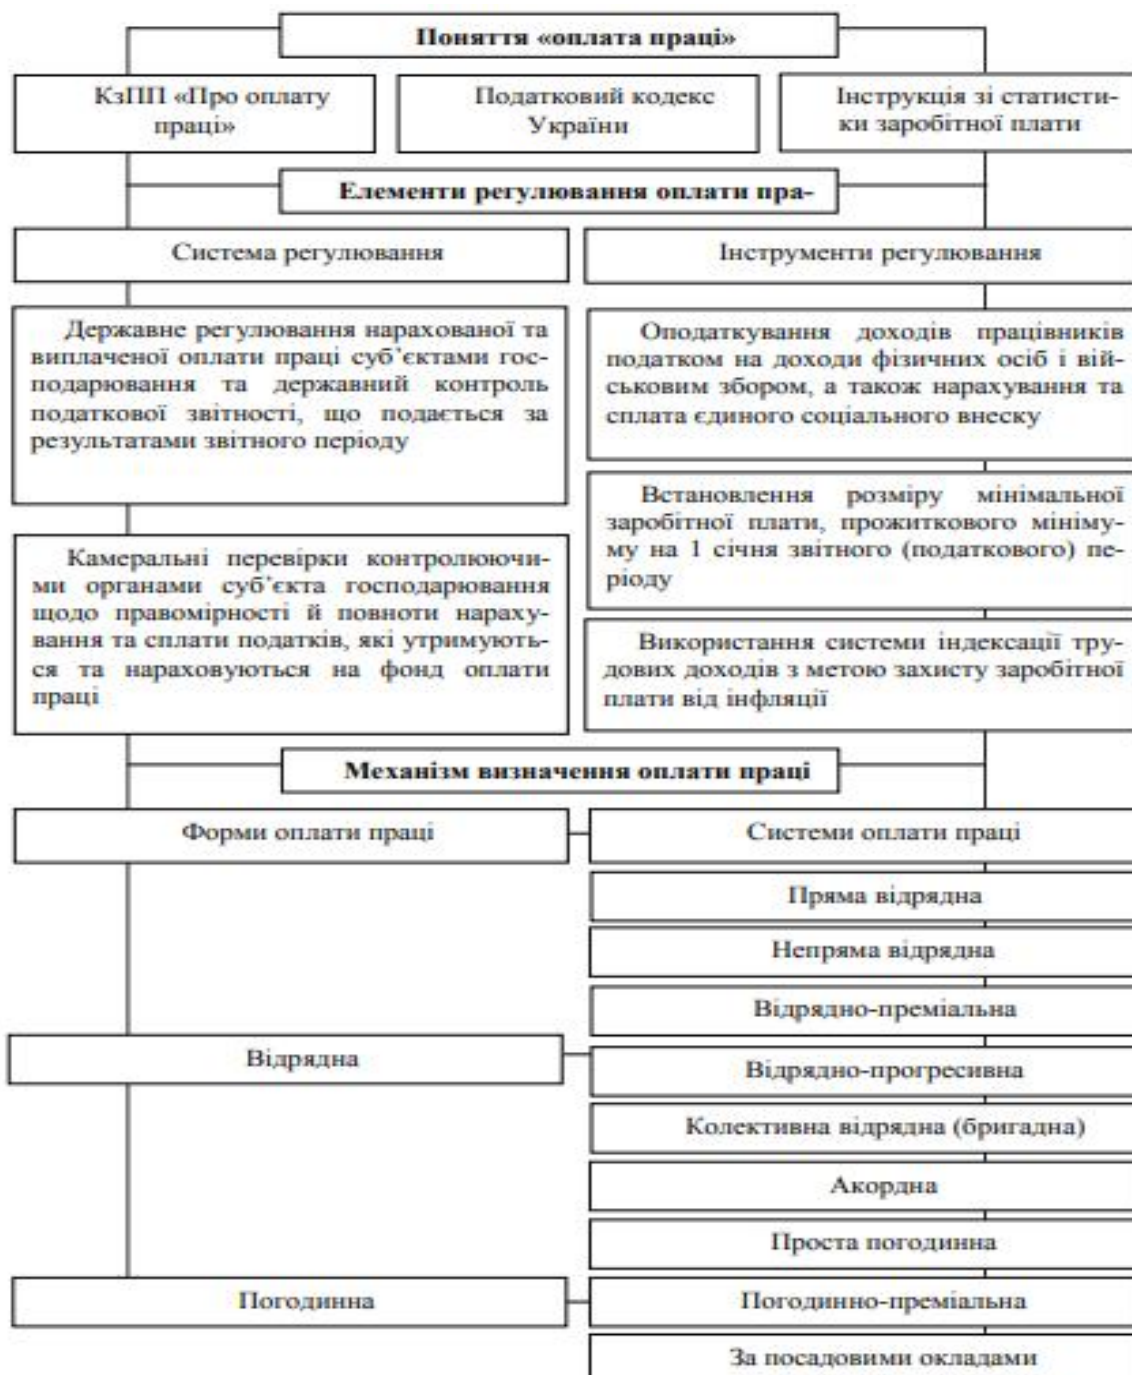 Поняття «оплата праці»
КзПП «Про оплату
праці»
Податковий кодекс
України
Інструкція зі статисти-
ки заробітної плати
Елементи регулювання оплати пра-
Система регулювання
Інструменти регулювання
Державне регулювання нарахованої та
виплаченої оплати праці суб’єктами гос-
подарювання та державний контроль
податкової звітності, що подається за
результатами звітного періоду
Оподаткування доходів працівників
податком на доходи фізичних осіб і вій-
ськовим збором, а також нарахування та
сплата єдиного соціального внеску
Встановлення розміру мінімальної
заробітної плати, прожиткового мініму-
му на 1 січня звітного (податкового) пе-
ріоду
Камеральні перевірки контролюючи-
ми органами суб’єкта господарювання
щодо правомірності й повноти нараху-
вання та сплати податків, які утримують-
ся та нараховуються на фонд оплати
праці
Використання системи індексації тру-
дових доходів з метою захисту заробітної
плати від інфляції
Механізм визначення оплати праці
Форми оплати праці
Системи оплати праці
Пряма відрядна
Непряма відрядна
Відрядно-преміальна
Відрядна
Відрядно-прогресивна
Колективна відрядна (бригадна)
Акордна
Проста погодинна
Погодинна
Погодинно-преміальна
За посадовими окладами